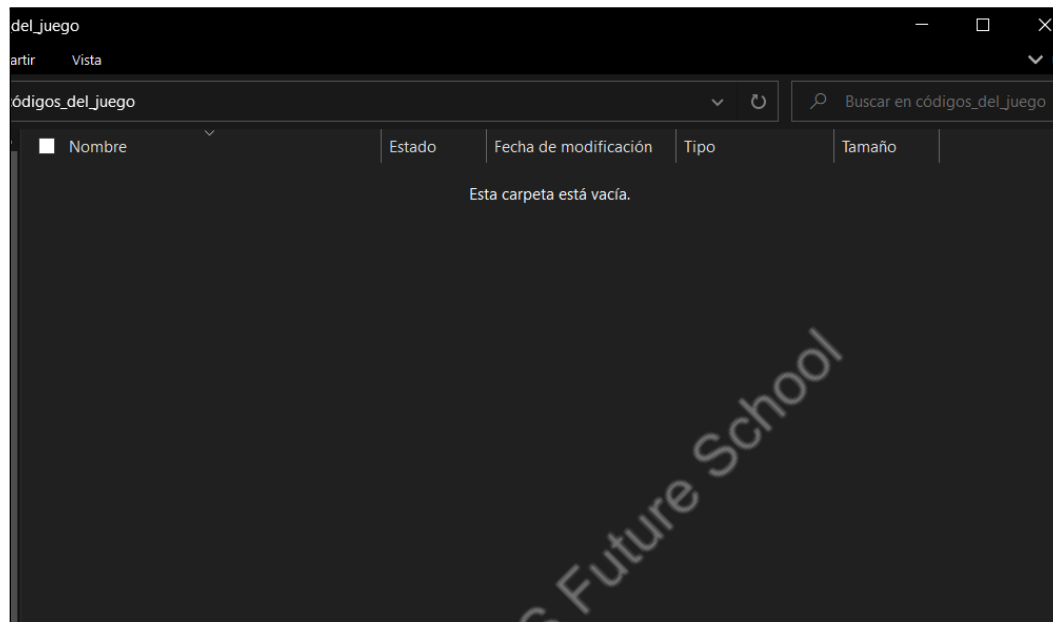 del_juego
artir Vista
ódigos_del_juego Buscar en códigos_del_juego
Nombre Estado Fecha de modificación Tipo Tamaño
Esta carpeta está vacía.
Future School